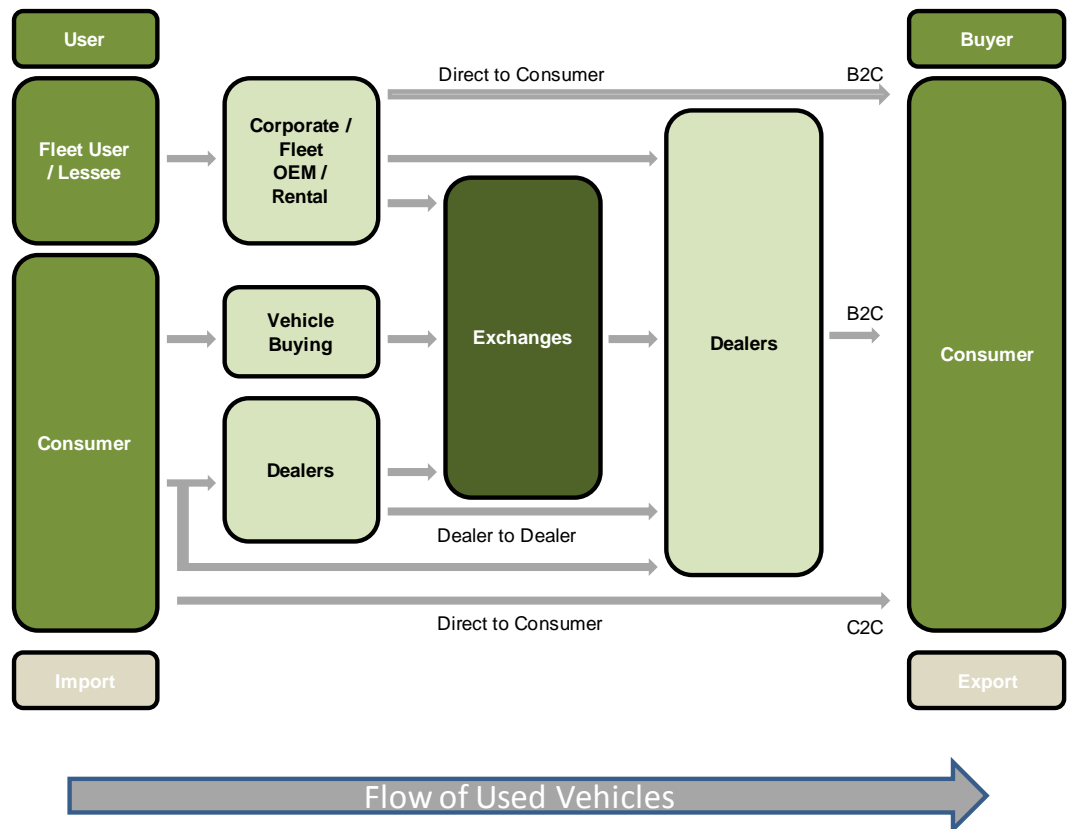 User
Buyer
Direct to Consumer
B2C
Fleet User
/ Lessee
Corporate /
Fleet
OEM /
Rental
Vehicle
Buying
Exchanges
Dealers
B2C
Consumer
Consumer
Dealers
Dealer to Dealer
Direct to Consumer
C2C
Import
Export
Flow of Used Vehicles